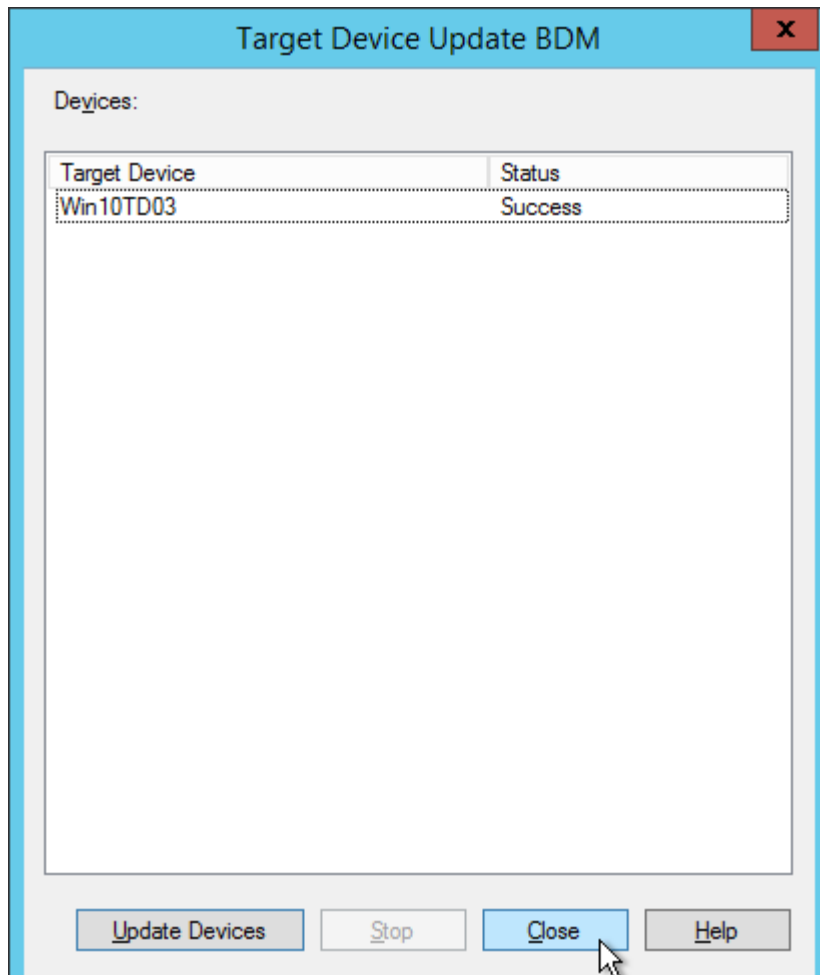 Target Device Update BDM
x
Devices:
Target Device Status
Win10TD03 Success
Update Devices Stop Close Help